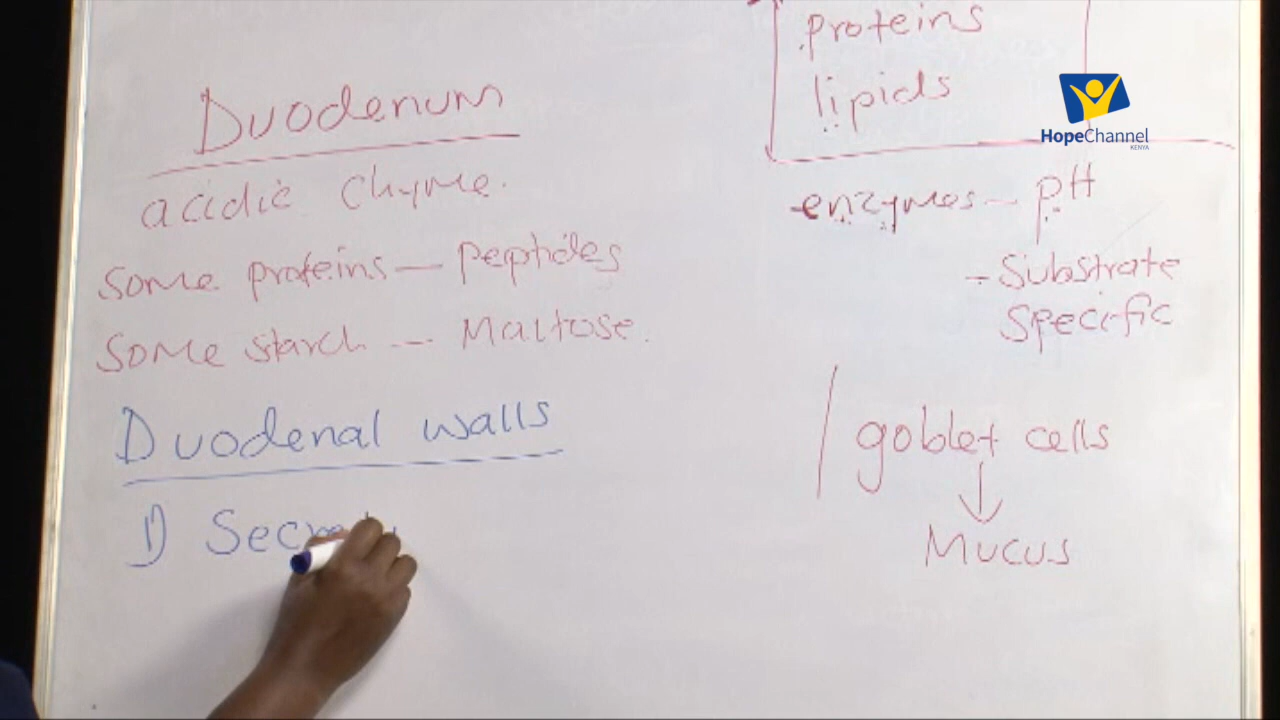 Duodenum
acidic Chyme.
Some proteins — Peptides
Some starch — Maltose.
Duodenal walls
1)
proteins
lipids
enzymes - pH
- Substrate
Specific
goblet cells
Mucus
HopeChannel
KENYA